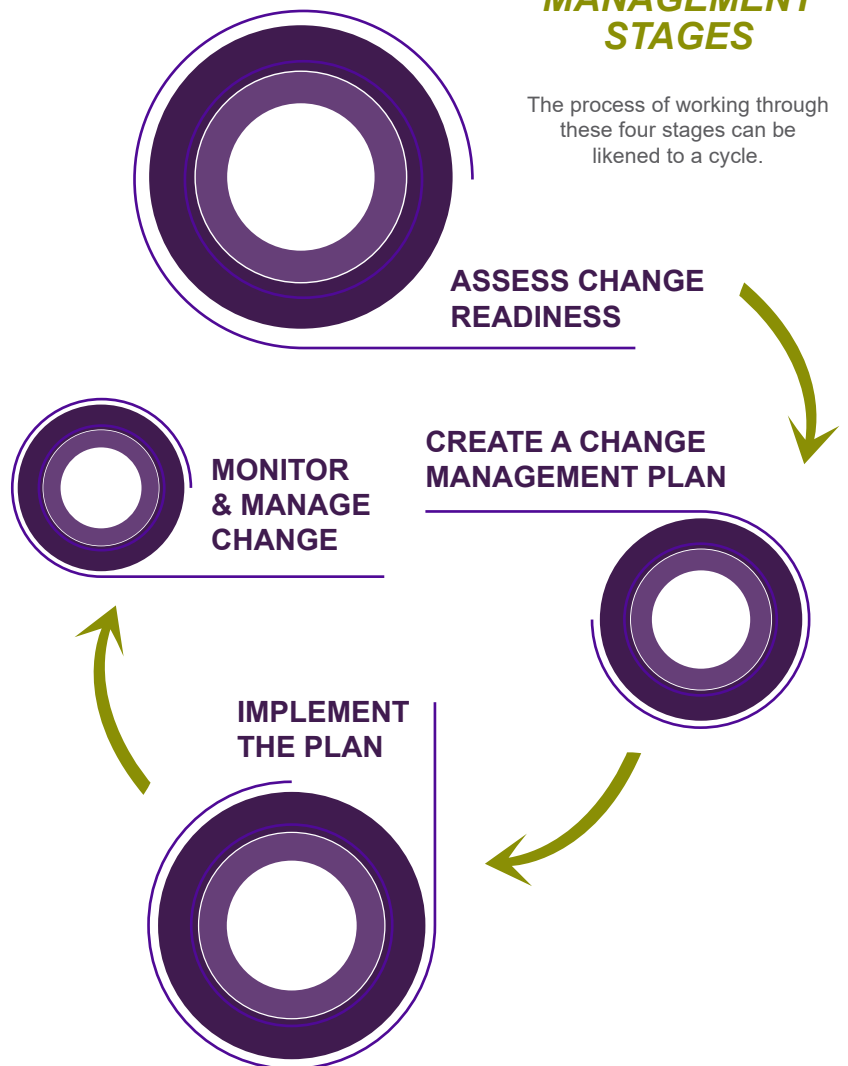 MANAGEMENT
STAGES
The process of working through
these four stages can be
likened to a cycle.
ASSESS CHANGE
READINESS
CREATE A CHANGE
MANAGEMENT PLAN
MONITOR
& MANAGE
CHANGE
IMPLEMENT
THE PLAN